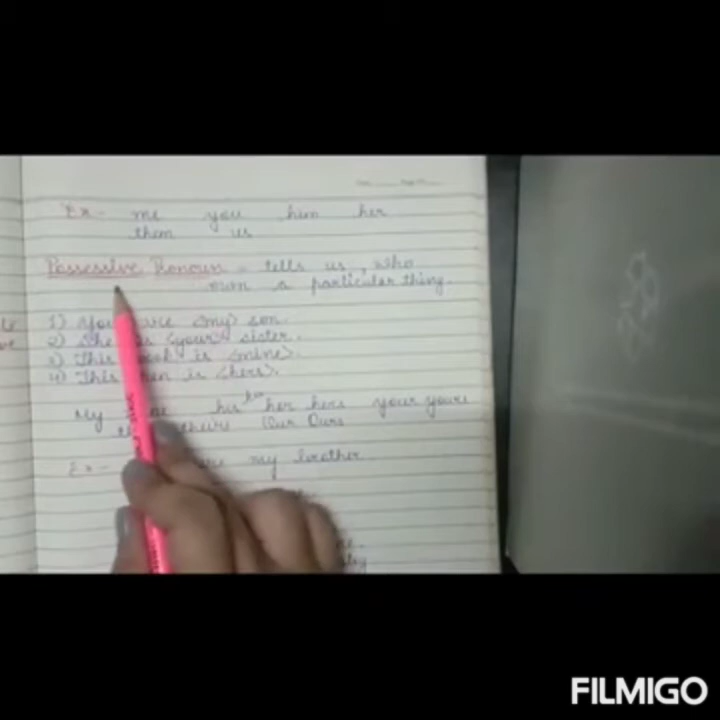 Ex - me you him her
them us
Possessive Pronoun = tells us, who
own a particular thing.
1) You are <my> son.
2) She is <your> sister.
3) This book is <mine>.
4) This pen is <hers>.
My his her hers your yours
theirs Our Ours
Ex - my brother
FILMIGO